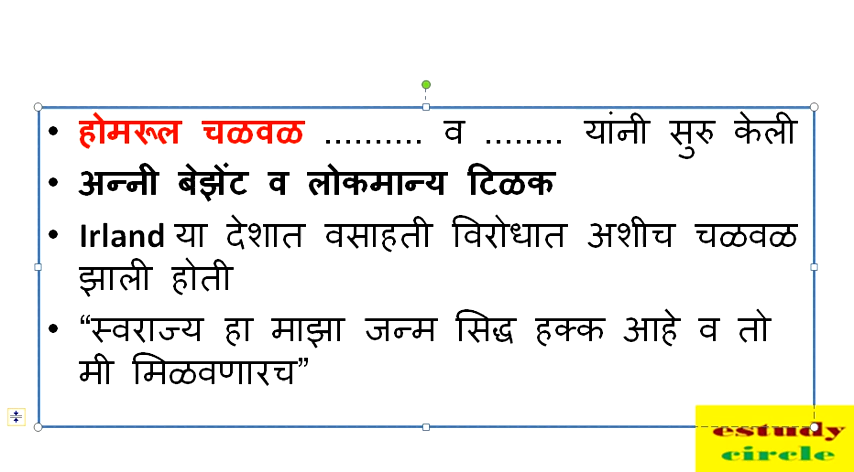 • होमरूल चळवळ .......... व ........ यांनी सुरु केली
• अन्नी बेझेंट व लोकमान्य टिळक
• Irland या देशात वसाहती विरोधात अशीच चळवळ
झाली होती
• “स्वराज्य हा माझा जन्म सिद्ध हक्क आहे व तो
मी मिळवणारच”
estudy
circle